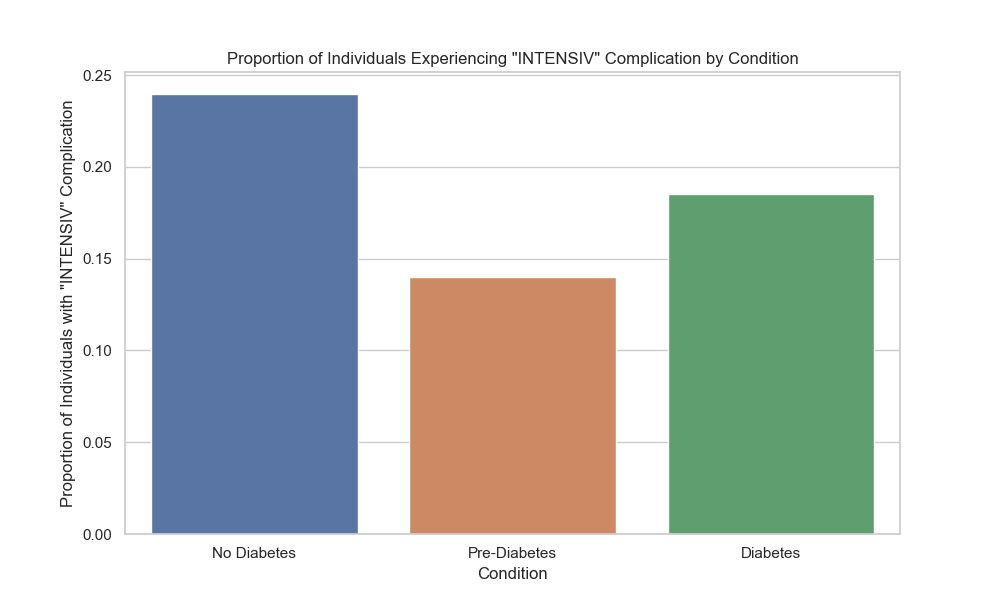 Proportion of Individuals Experiencing "INTENSIV" Complication by Condition
Proportion of Individuals with "INTENSIV" Complication
0.25
0.20
0.15
0.10
0.05
0.00
No Diabetes
Pre-Diabetes
Diabetes
Condition